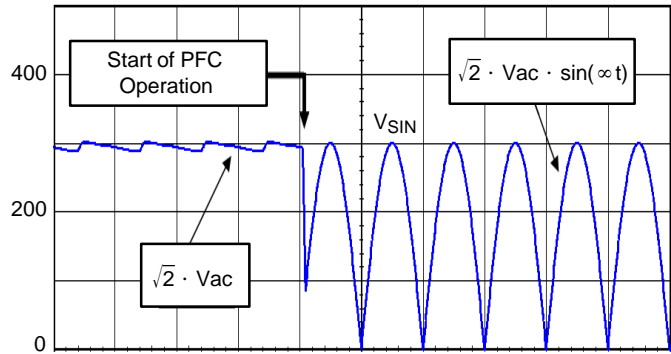 400
Start of PFC
Operation
√2 · Vac · sin(∞t)
V_SIN
200
√2 · Vac
0